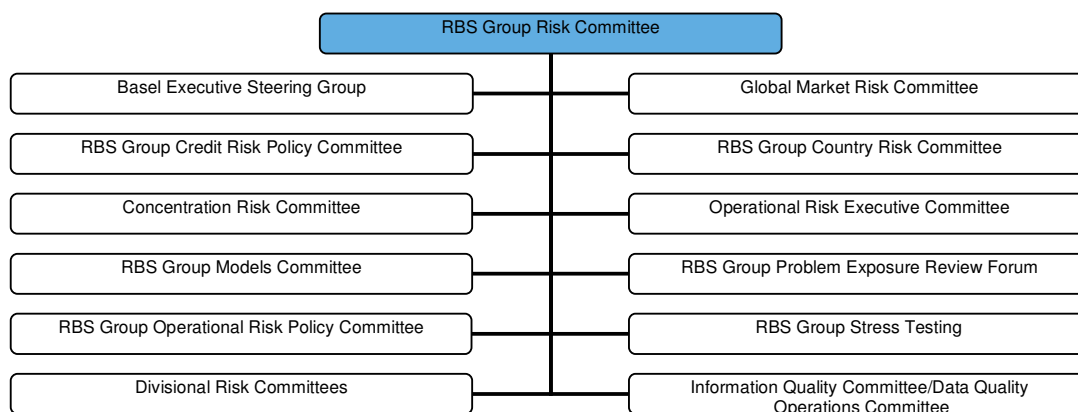 RBS Group Risk Committee
Basel Executive Steering Group
Global Market Risk Committee
RBS Group Credit Risk Policy Committee
RBS Group Country Risk Committee
Concentration Risk Committee
Operational Risk Executive Committee
RBS Group Models Committee
RBS Group Problem Exposure Review Forum
RBS Group Operational Risk Policy Committee
RBS Group Stress Testing
Divisional Risk Committees
Information Quality Committee/Data Quality
Operations Committee